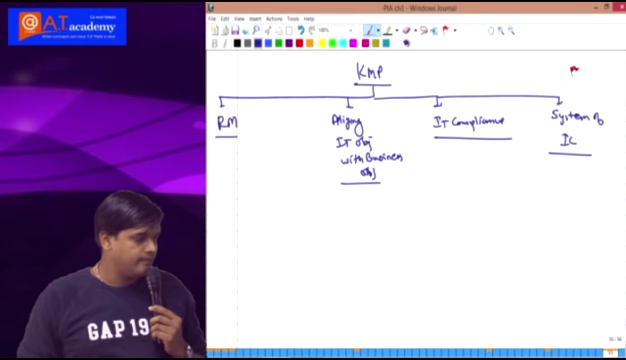 A.T. academy
PIA ch3 - Windows Journal
File Edit View Insert Actions Tools Help
100%
KMP
RM
Aligning
IT obj
with Business
obj
IT Compliance
System of
IC
GAP 19